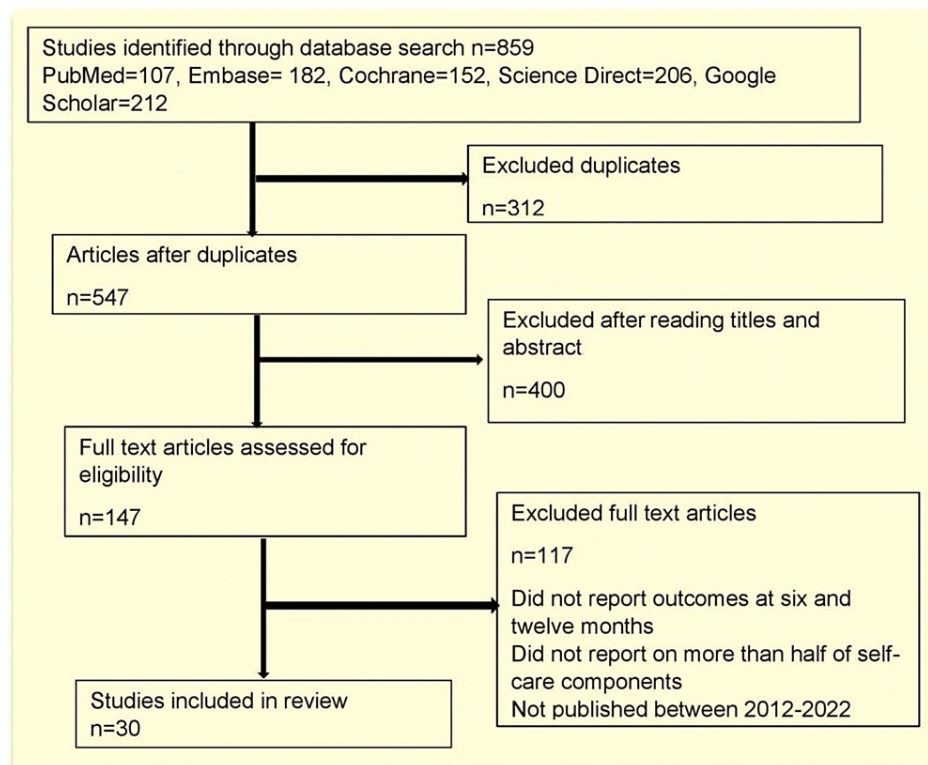 Studies identified through database search n=859
PubMed=107, Embase= 182, Cochrane=152, Science Direct=206, Google
Scholar=212
Excluded duplicates
n=312
Articles after duplicates
n=547
Excluded after reading titles and
abstract
n=400
Full text articles assessed for
eligibility
n=147
Excluded full text articles
n=117
Did not report outcomes at six and
twelve months
Did not report on more than half of self-
care components
Not published between 2012-2022
Studies included in review
n=30